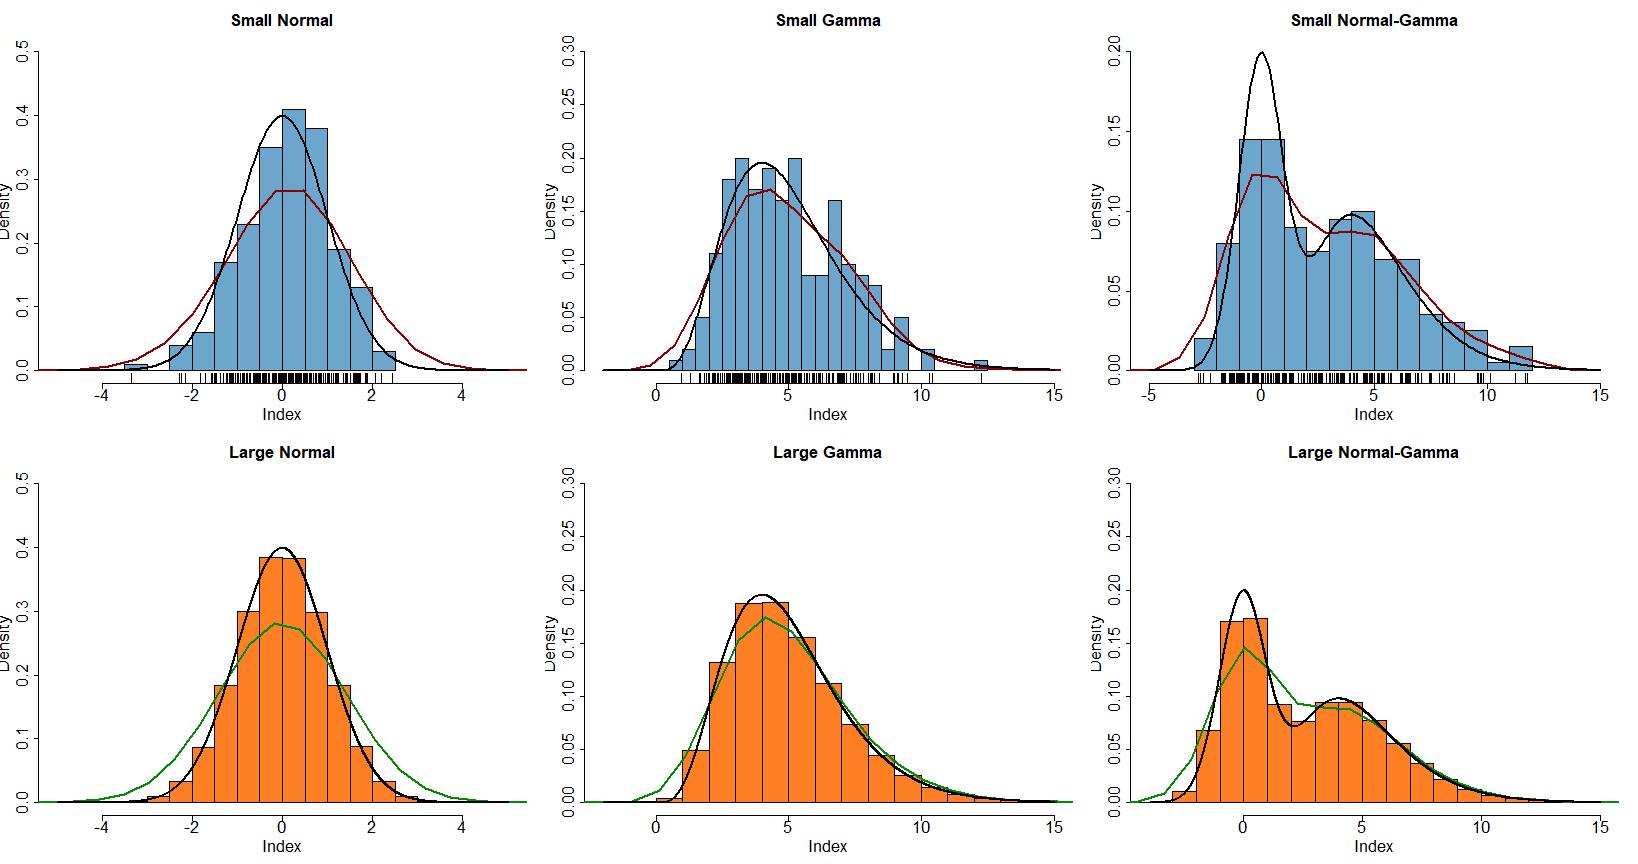 Small Normal
Density
0.0 0.1 0.2 0.3 0.4 0.5
-4 -2 0 2 4
Index
Small Gamma
Density
0.00 0.05 0.10 0.15 0.20 0.25 0.30
0 5 10 15
Index
Small Normal-Gamma
Density
0.00 0.05 0.10 0.15 0.20
-5 0 5 10 15
Index
Large Normal
Density
0.0 0.1 0.2 0.3 0.4 0.5
-4 -2 0 2 4
Index
Large Gamma
Density
0.00 0.05 0.10 0.15 0.20 0.25 0.30
0 5 10 15
Index
Large Normal-Gamma
Density
0.00 0.05 0.10 0.15 0.20 0.25 0.30
0 5 10 15
Index